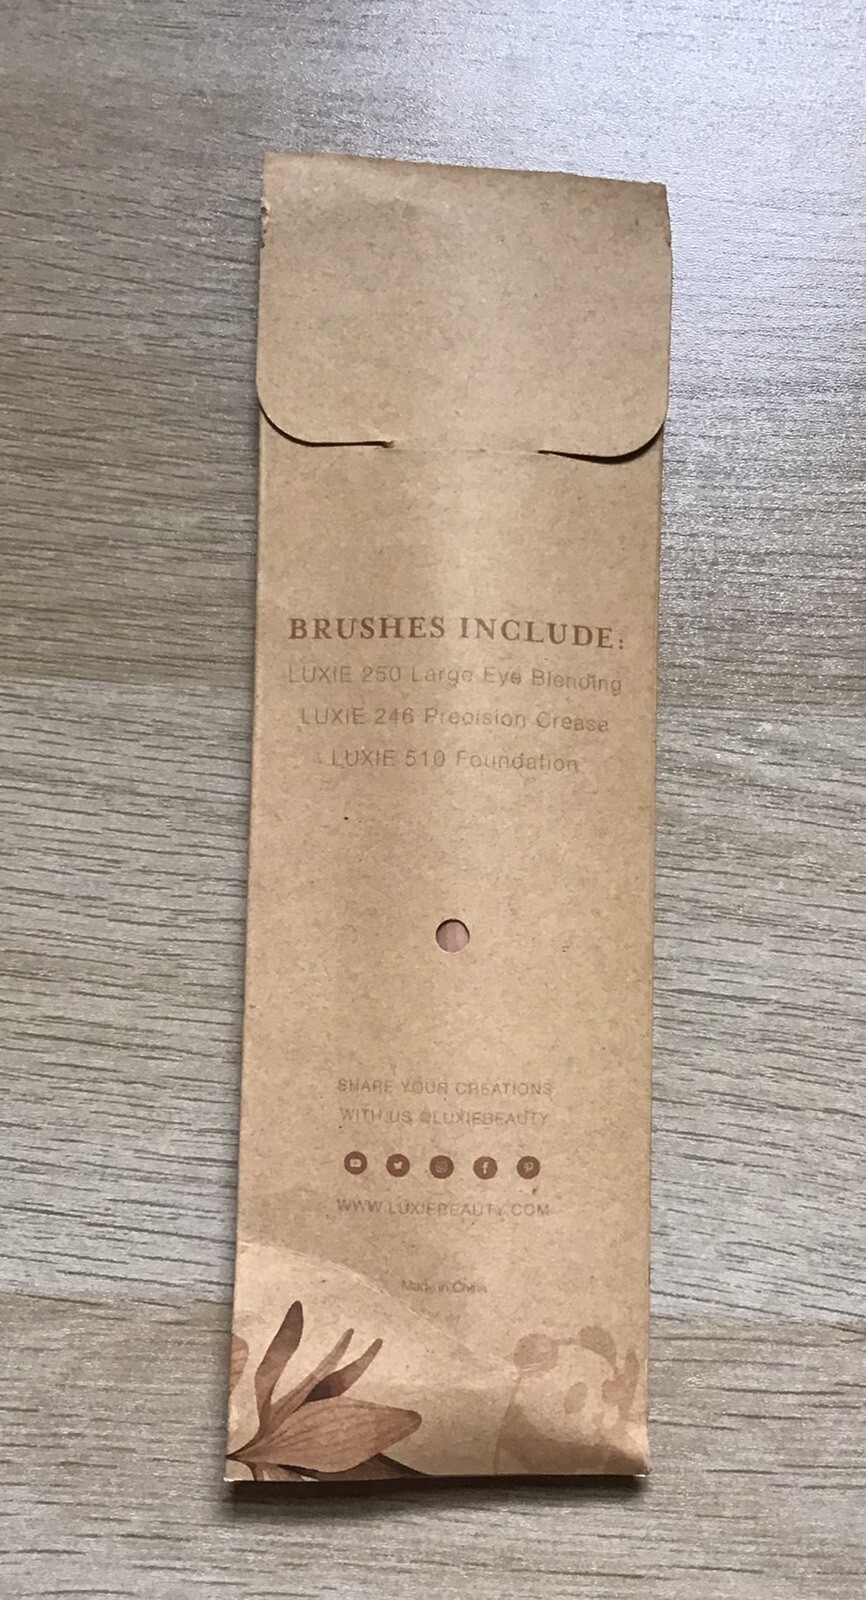 BRUSHES INCLUDE:
LUXIE 250 Large Eye Blending
LUXIE 246 Precision Crease
LUXIE 510 Foundation
SHARE YOUR CREATIONS
WITH US @LUXIEBEAUTY
WWW.LUXIEBEAUTY.COM
Made in China